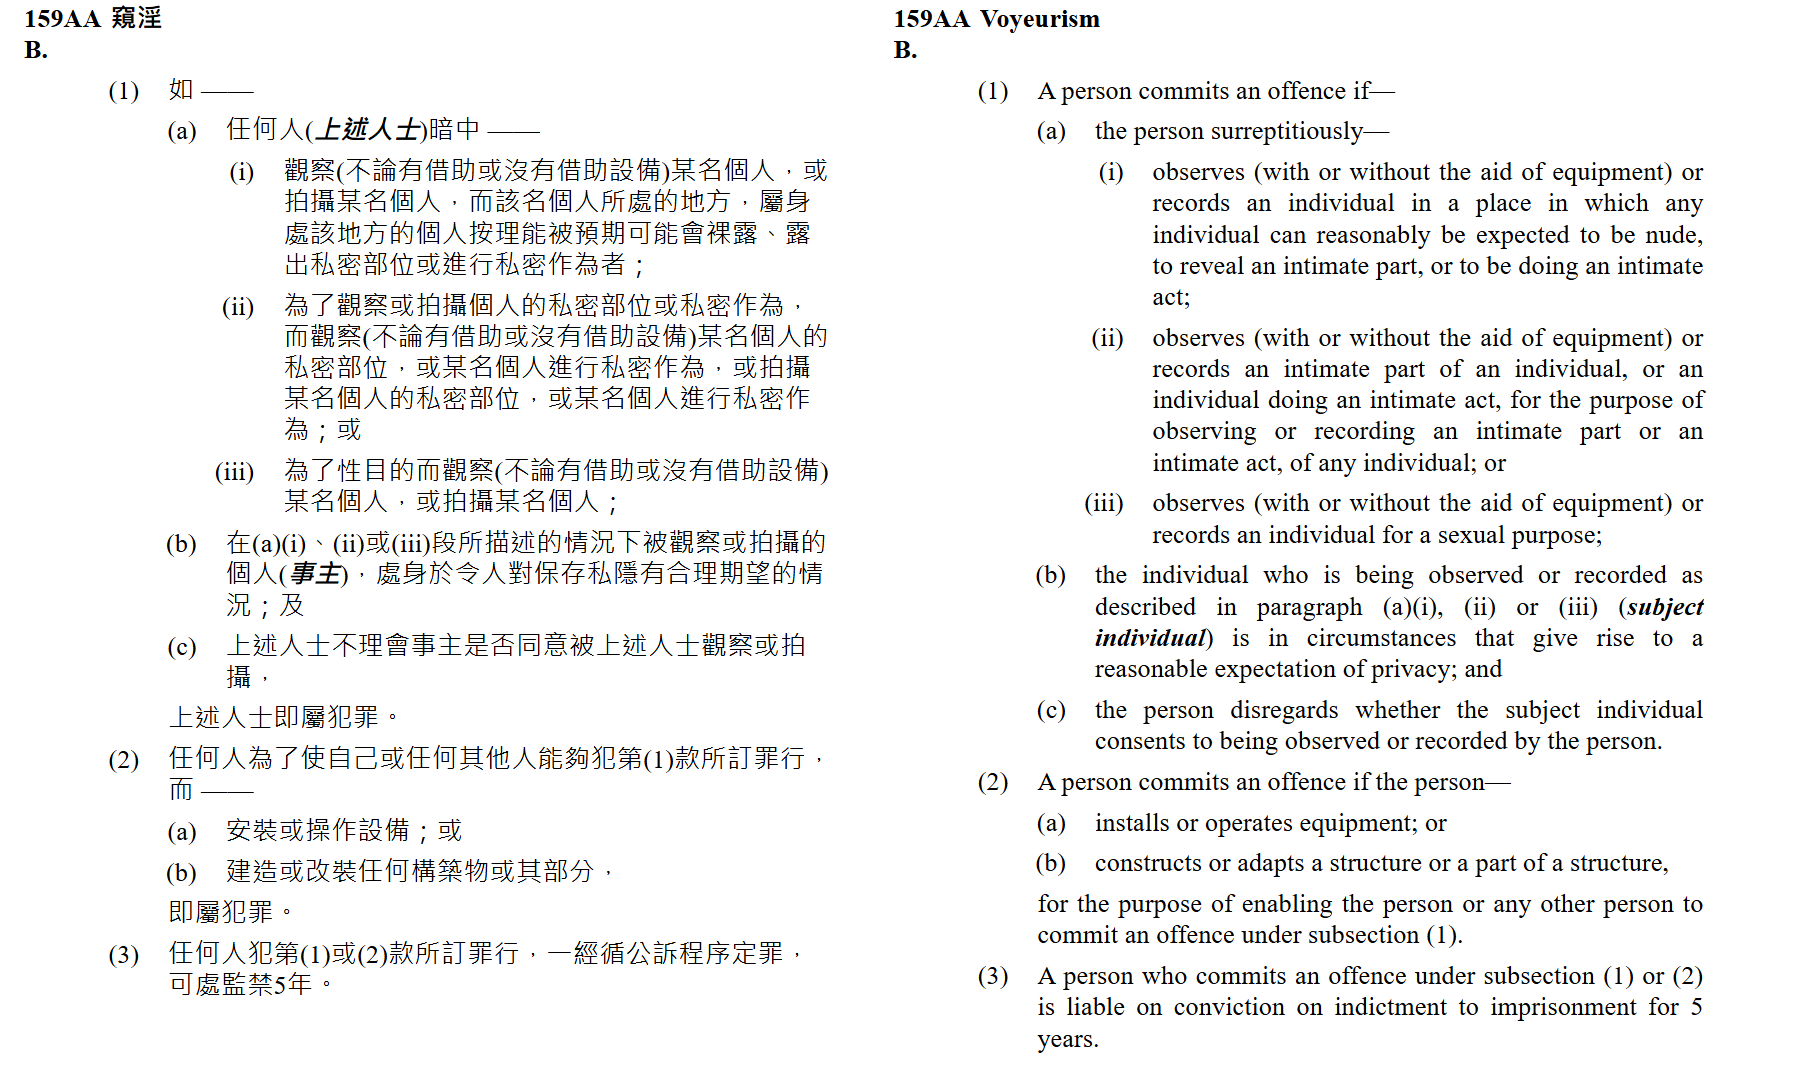 159AA 窺淫
B.
(1) 如 ——
(a) 任何人(上述人士)暗中 ——
(i) 觀察(不論有借助或沒有借助設備)某名個人，或
拍攝某名個人，而該名個人所處的地方，屬身
處該地方的個人按理能被預期可能會裸露、露
出私密部位或進行私密作為者；
(ii) 為了觀察或拍攝個人的私密部位或私密作為，
而觀察(不論有借助或沒有借助設備)某名個人的
私密部位，或某名個人進行私密作為，或拍攝
某名個人的私密部位，或某名個人進行私密作
為；或
(iii) 為了性目的而觀察(不論有借助或沒有借助設備)
某名個人，或拍攝某名個人；
(b) 在(a)(i)、(ii)或(iii)段所描述的情況下被觀察或拍攝的
個人(事主)，處身於令人對保存私隱有合理期望的情
況；及
(c) 上述人士不理會事主是否同意被上述人士觀察或拍
攝，
上述人士即屬犯罪。
(2) 任何人為了使自己或任何其他人能夠犯第(1)款所訂罪行，
而 ——
(a) 安裝或操作設備；或
(b) 建造或改裝任何構築物或其部分，
即屬犯罪。
(3) 任何人犯第(1)或(2)款所訂罪行，一經循公訴程序定罪，
可處監禁5年。
159AA Voyeurism
B.
(1) A person commits an offence if—
(a) the person surreptitiously—
(i) observes (with or without the aid of equipment) or
records an individual in a place in which any
individual can reasonably be expected to be nude,
to reveal an intimate part, or to be doing an intimate
act;
(ii) observes (with or without the aid of equipment) or
records an intimate part of an individual, or an
individual doing an intimate act, for the purpose of
observing or recording an intimate part or an
intimate act, of any individual; or
(iii) observes (with or without the aid of equipment) or
records an individual for a sexual purpose;
(b) the individual who is being observed or recorded as
described in paragraph (a)(i), (ii) or (iii) (subject
individual) is in circumstances that give rise to a
reasonable expectation of privacy; and
(c) the person disregards whether the subject individual
consents to being observed or recorded by the person.
(2) A person commits an offence if the person—
(a) installs or operates equipment; or
(b) constructs or adapts a structure or a part of a structure,
for the purpose of enabling the person or any other person to
commit an offence under subsection (1).
(3) A person who commits an offence under subsection (1) or (2)
is liable on conviction on indictment to imprisonment for 5
years.